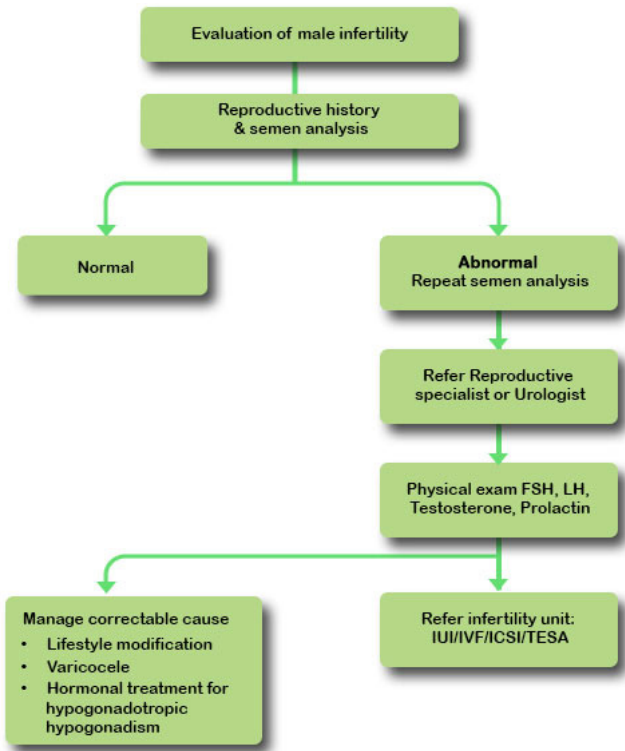 Evaluation of male infertility
Reproductive history
& semen analysis
Normal
Abnormal
Repeat semen analysis
Refer Reproductive
specialist or Urologist
Physical exam FSH, LH,
Testosterone, Prolactin
Manage correctable cause
• Lifestyle modification
• Varicocele
• Hormonal treatment for
hypogonadotropic
hypogonadism
Refer infertility unit:
IUI/IVF/ICSI/TESA